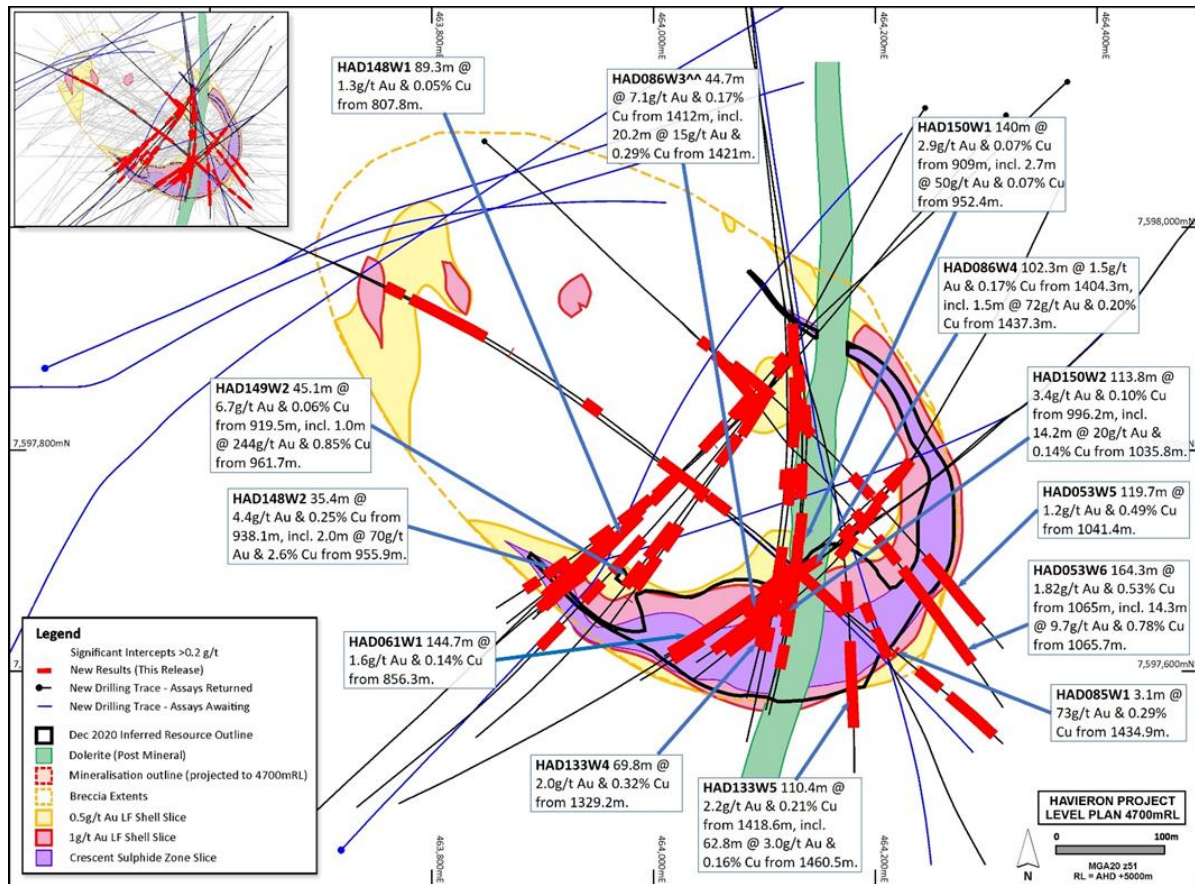 463,800mE
464,000mE
464,200mE
464,400mE
HAD148W1 89.3m @
1.3g/t Au & 0.05% Cu
from 807.8m.
HAD086W3^^ 44.7m
@ 7.1g/t Au & 0.17%
Cu from 1412m, incl.
20.2m @ 15g/t Au &
0.29% Cu from 1421m.
HAD150W1 140m @
2.9g/t Au & 0.07% Cu
from 909m, incl. 2.7m
@ 50g/t Au & 0.07% Cu
from 952.4m.
7,598,000mN
HAD086W4 102.3m @ 1.5g/t
Au & 0.17% Cu from 1404.3m,
incl. 1.5m @ 72g/t Au & 0.20%
Cu from 1437.3m.
HAD149W2 45.1m @
6.7g/t Au & 0.06% Cu
from 919.5m, incl. 1.0m
@ 244g/t Au & 0.85% Cu
from 961.7m.
HAD150W2 113.8m @
3.4g/t Au & 0.10% Cu
from 996.2m, incl.
14.2m @ 20g/t Au &
0.14% Cu from 1035.8m.
7,597,800mN
HAD148W2 35.4m @
4.4g/t Au & 0.25% Cu from
938.1m, incl. 2.0m @ 70g/t
Au & 2.6% Cu from 955.9m.
HAD053W5 119.7m @
1.2g/t Au & 0.49% Cu
from 1041.4m.
HAD053W6 164.3m @
1.82g/t Au & 0.53% Cu
from 1065m, incl. 14.3m
@ 9.7g/t Au & 0.78% Cu
from 1065.7m.
HAD061W1 144.7m @
1.6g/t Au & 0.14% Cu
from 856.3m.
7,597,600mN
HAD085W1 3.1m @
73g/t Au & 0.29%
Cu from 1434.9m.
HAD133W4 69.8m @
2.0g/t Au & 0.32% Cu
from 1329.2m.
HAD133W5 110.4m @
2.2g/t Au & 0.21% Cu
from 1418.6m, incl.
62.8m @ 3.0g/t Au &
0.16% Cu from 1460.5m.
Legend
Significant Intercepts >0.2 g/t
New Results (This Release)
New Drilling Trace - Assays Returned
New Drilling Trace - Assays Awaiting
Dec 2020 Inferred Resource Outline
Dolerite (Post Mineral)
Mineralisation outline (projected to 4700mRL)
Breccia Extents
0.5g/t Au LF Shell Slice
1g/t Au LF Shell Slice
Crescent Sulphide Zone Slice
463,800mE
464,000mE
464,200mE
HAVIERON PROJECT
LEVEL PLAN 4700mRL
0 100m
N
MGA20 z51
RL = AHD +5000m